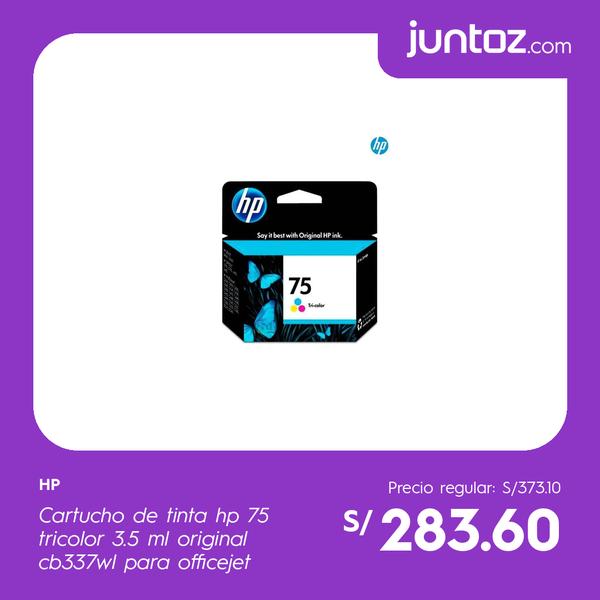 juntoz.com
hp
hp
Say it best with Original HP ink.
75
Tri-color
HP
Cartucho de tinta hp 75
tricolor 3.5 ml original
cb337wl para officejet
Precio regular: S/373.10
S/ 283.60